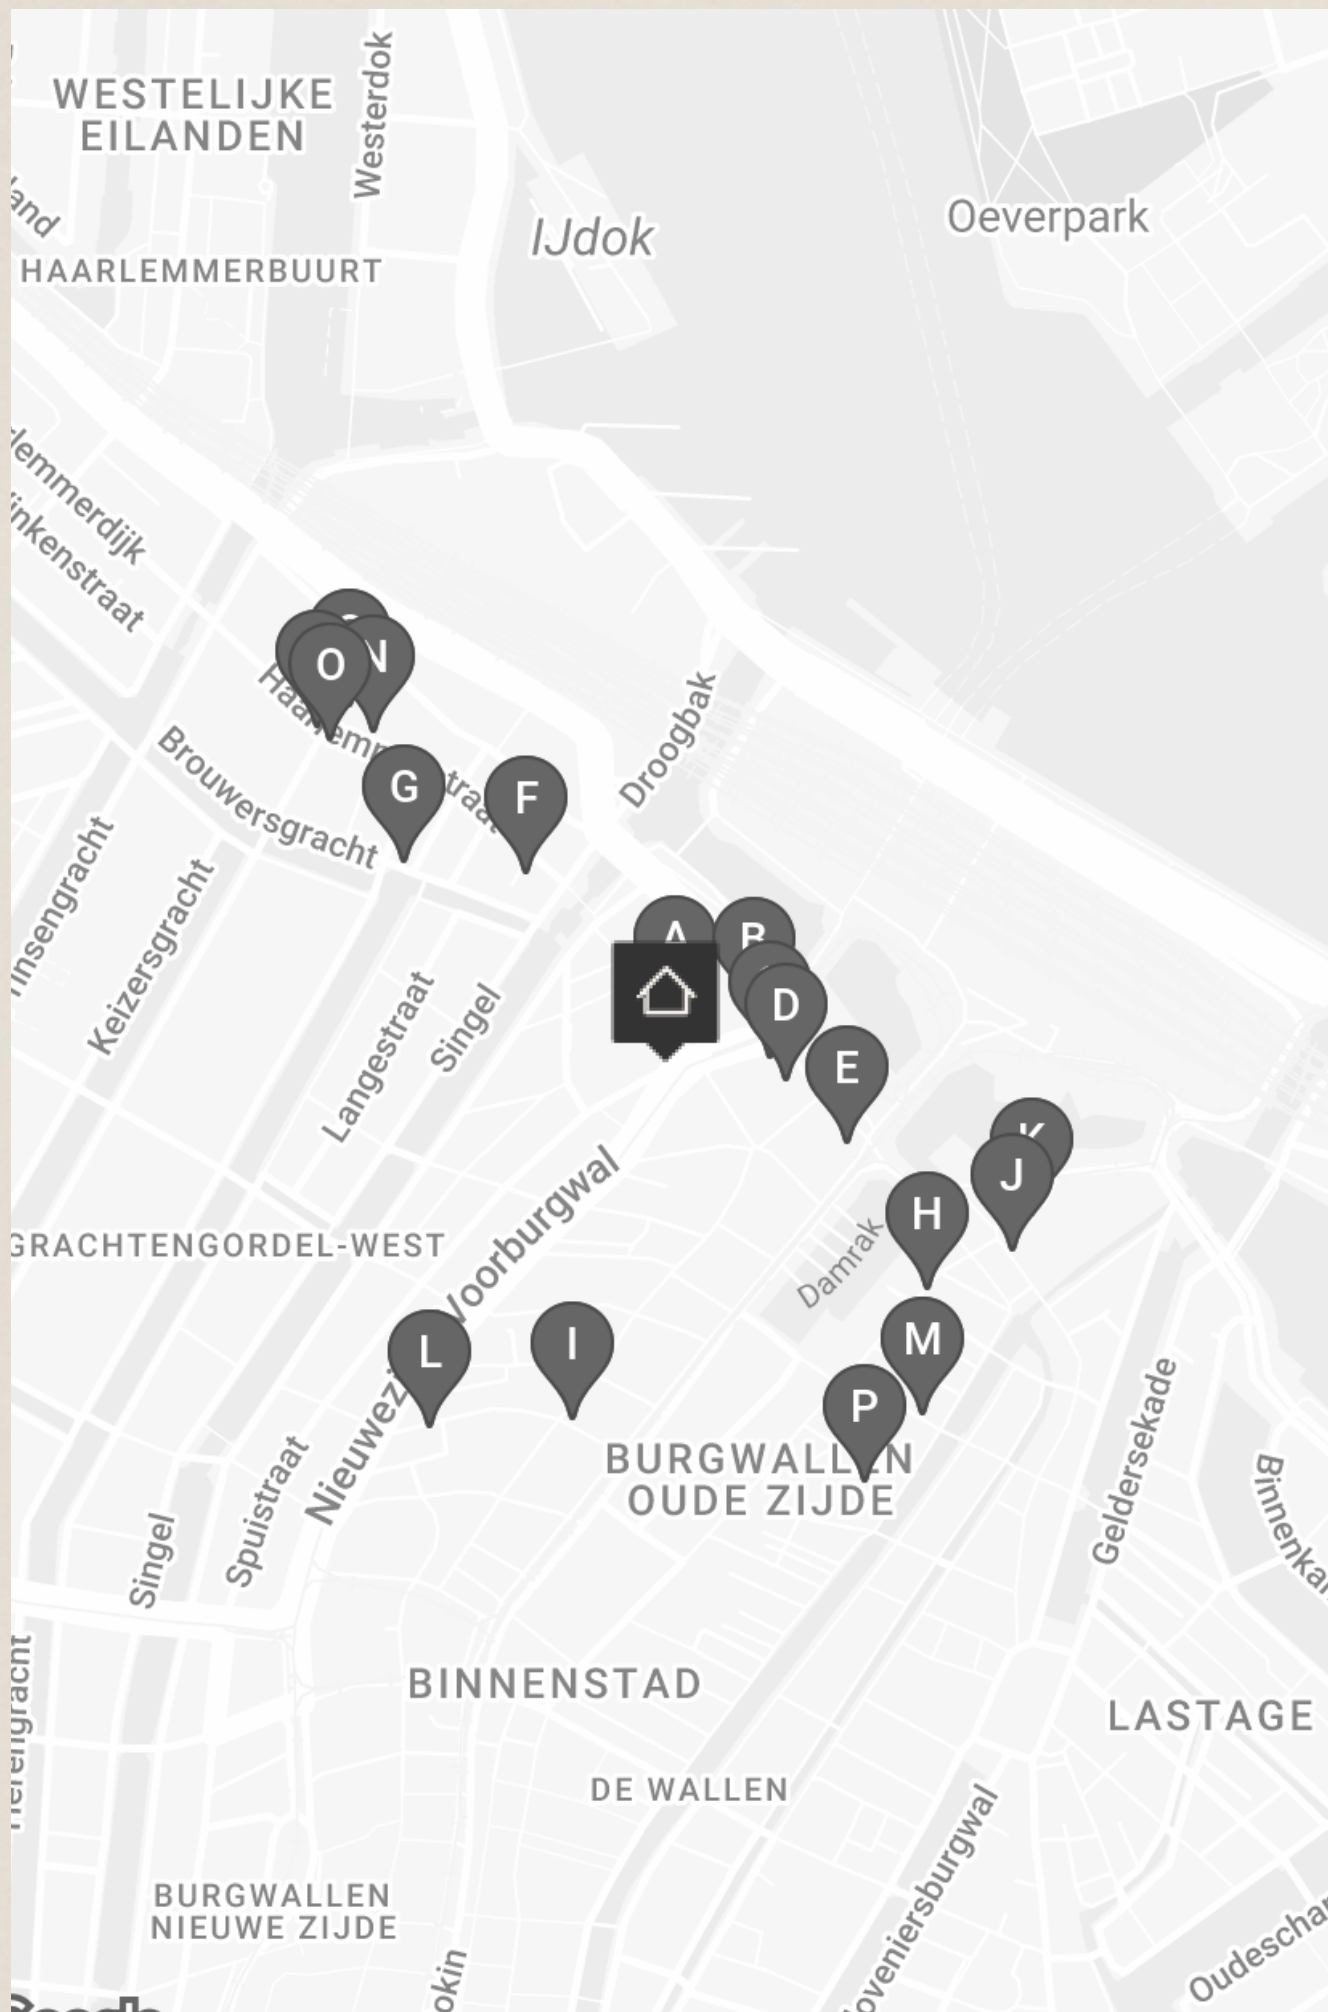 WESTELIJKE
EILANDEN
Westerdok
IJdok
Oeverpark
HAARLEMMERBUURT
N
O
Droogbak
Brouwersgracht
G
F
Keizersgracht
A
B
D
E
Langestraat
Singel
K
J
H
Damrak
GRACHTENGORDEL-WEST
L
I
M
P
BURGWALLEN
OUDE ZIJDE
Geldersekade
Singel
Spuistraat
BINNENSTAD
LASTAGE
DE WALLEN
BURGWALLEN
NIEUWE ZIJDE